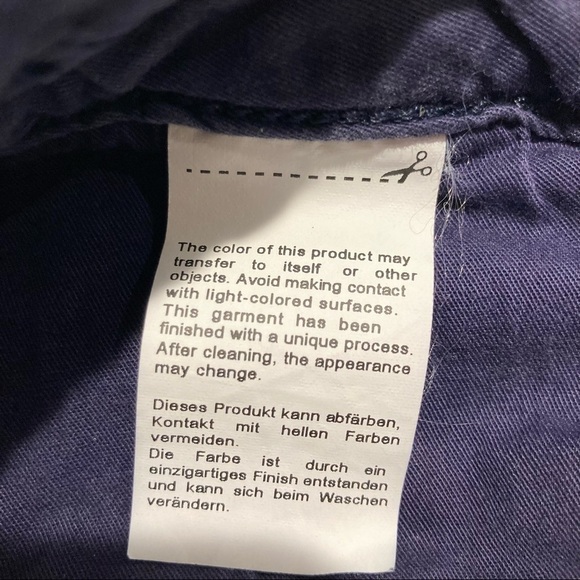 The color of this product may
transfer to itself or other
objects. Avoid making contact
with light-colored surfaces.
This garment has been
finished with a unique process.
After cleaning, the appearance
may change.
Dieses Produkt kann abfärben,
Kontakt mit hellen Farben
vermeiden.
Die Farbe ist durch ein
einzigartiges Finish entstanden
und kann sich beim Waschen
verändern.